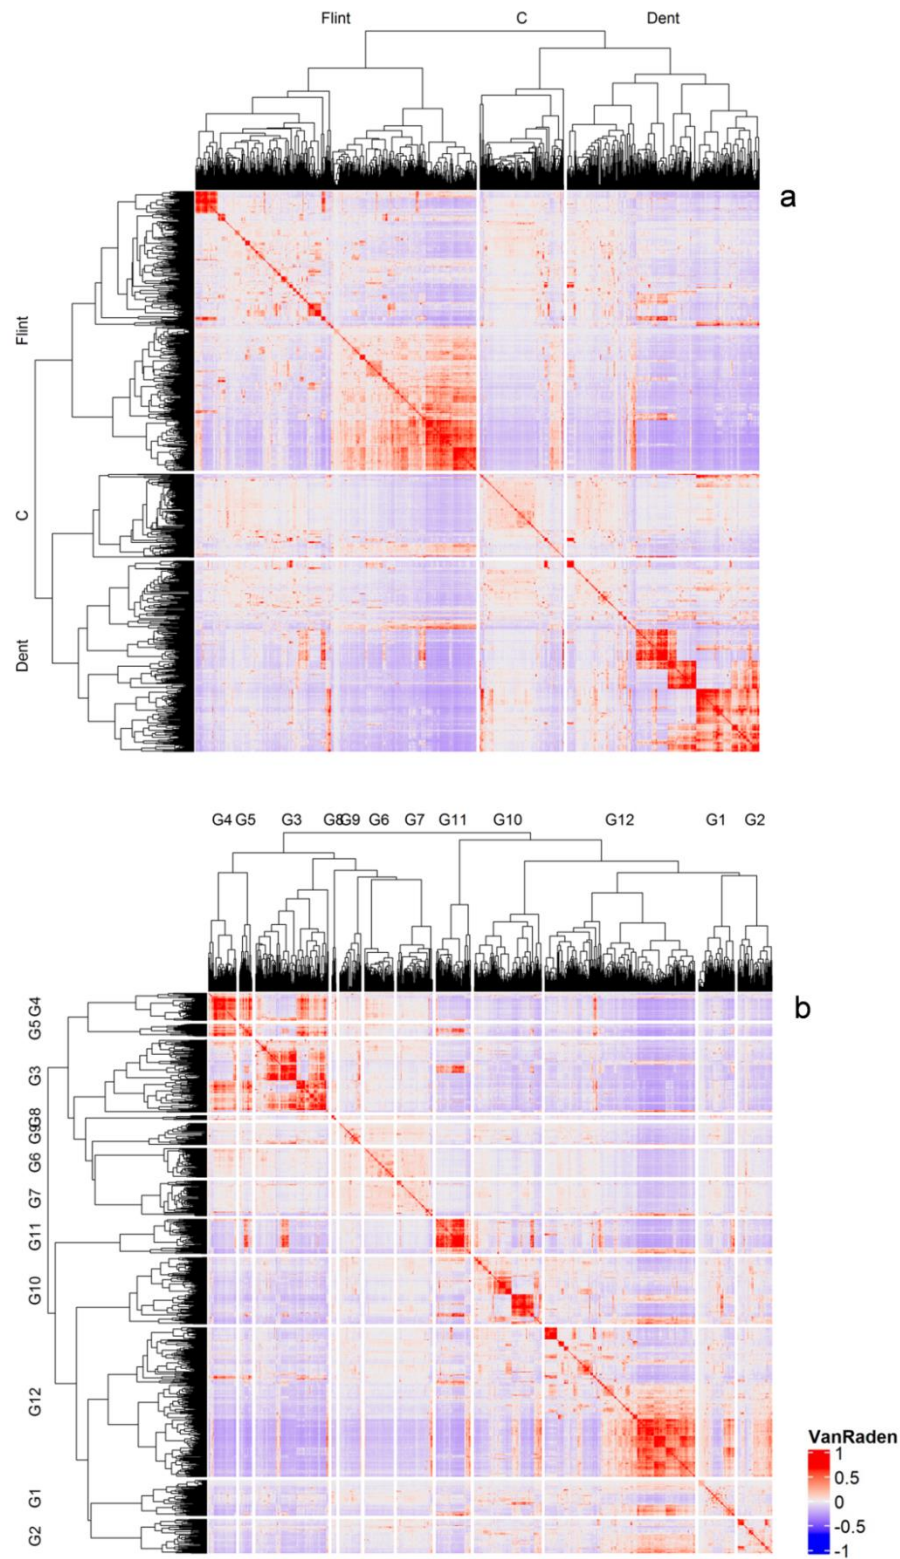 Flint C Dent
a
Flint
C
Dent
G4 G5 G3 G8 G9 G6 G7 G11 G10 G12 G1 G2
b
G4
G5
G3
G8
G9
G6
G7
G11
G10
G12
G1
G2
VanRaden
1
0.5
0
-0.5
-1